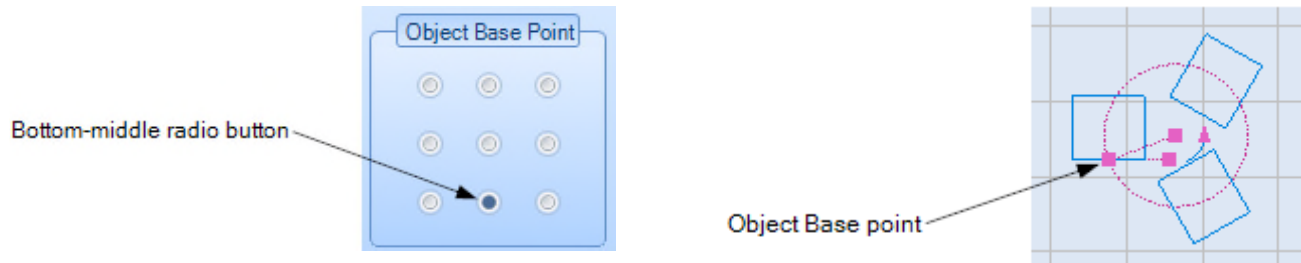 Object Base Point
Bottom-middle radio button
Object Base point